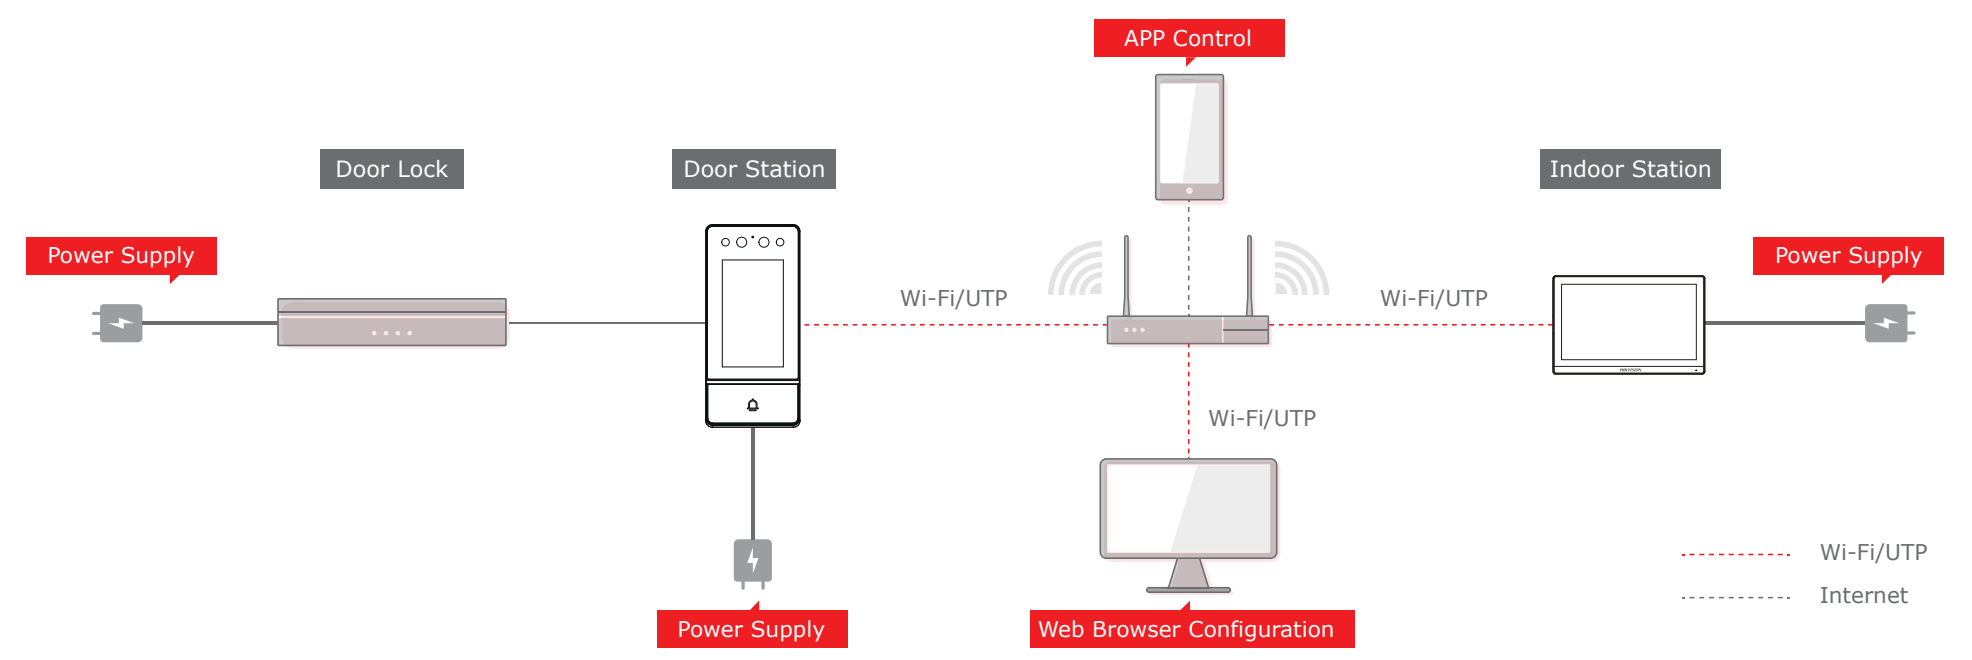 APP Control
Door Lock
Door Station
Indoor Station
Power Supply
Power Supply
Wi-Fi/UTP
Wi-Fi/UTP
HIKVISION
Wi-Fi/UTP
Wi-Fi/UTP
Internet
Power Supply
Web Browser Configuration